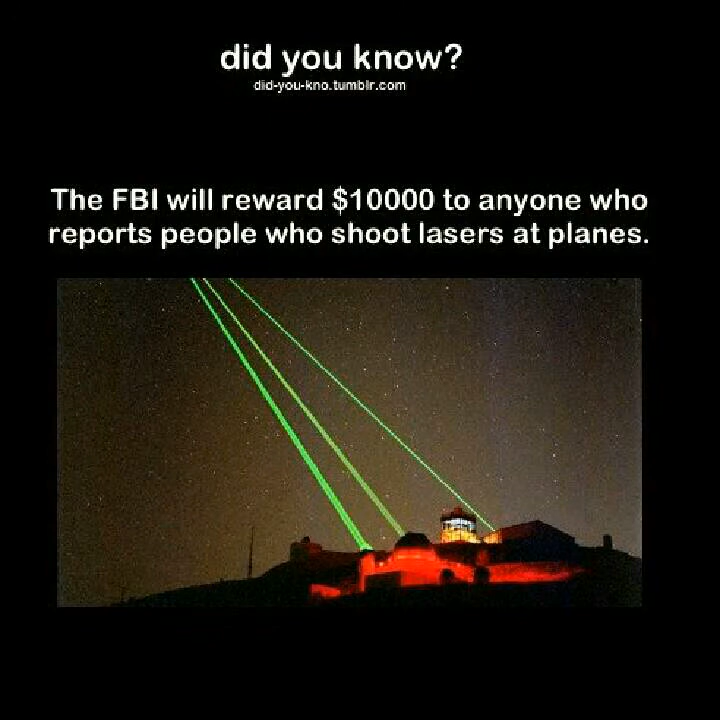 did you know?
did-you-kno.tumblr.com
The FBI will reward $10000 to anyone who
reports people who shoot lasers at planes.